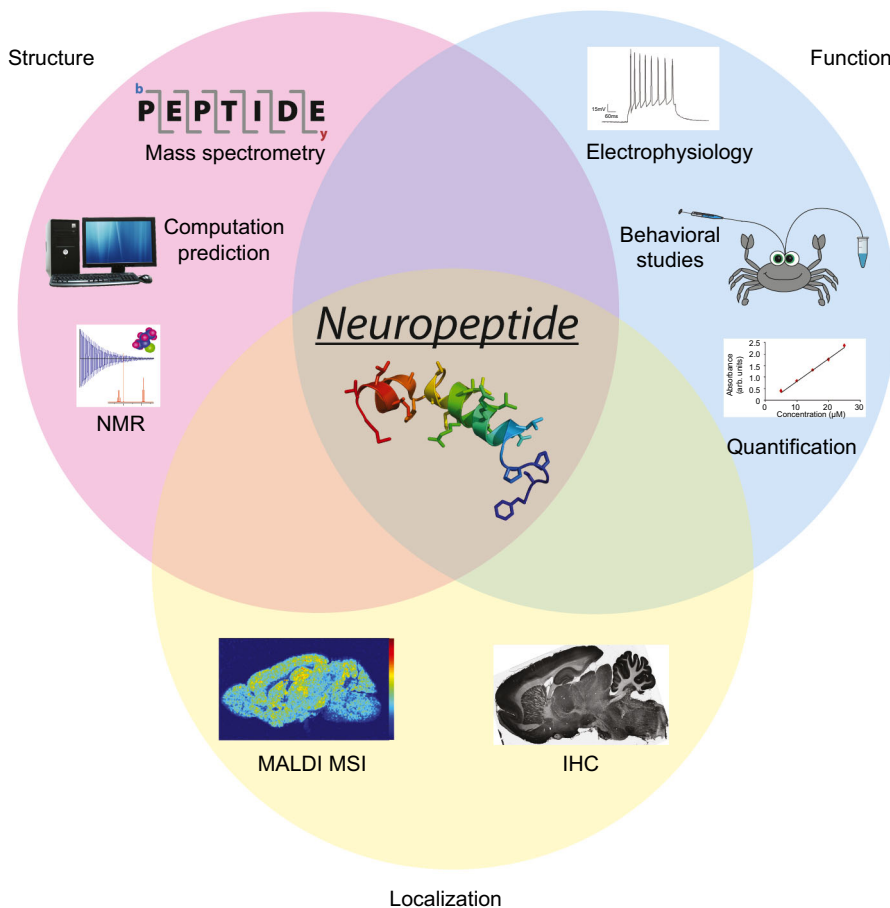 Structure
Function
b
PEPTIDE
y
Mass spectrometry
15mV
60ms
Electrophysiology
Computation
prediction
Behavioral
studies
Neuropeptide
NMR
Absorbance
(arb. units)
2.5
2.0
1.5
1.0
0.5
0
0
10
20
30
Concentration (µM)
Quantification
MALDI MSI
IHC
Localization